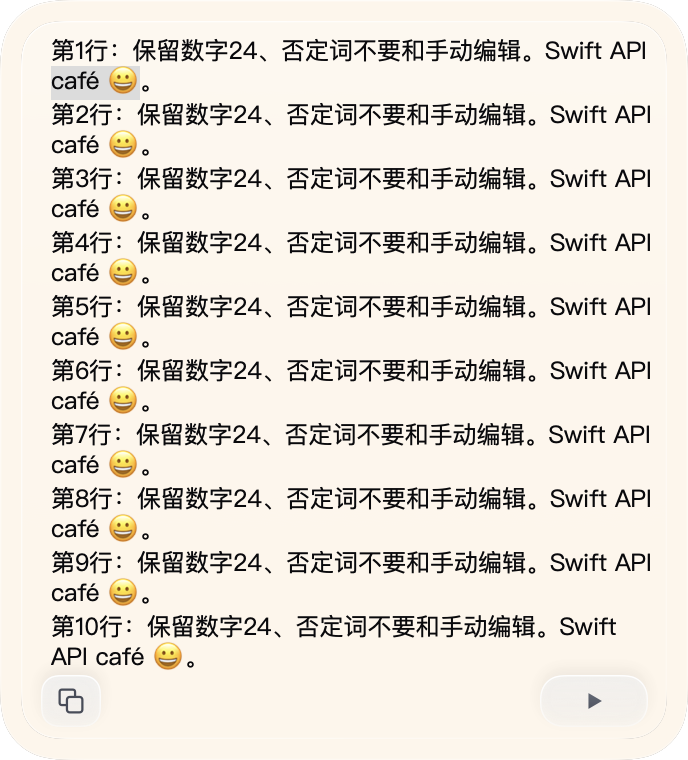 第1行：保留数字24、否定词不要和手动编辑。Swift API
café 😀。
第2行：保留数字24、否定词不要和手动编辑。Swift API
café 😀。
第3行：保留数字24、否定词不要和手动编辑。Swift API
café 😀。
第4行：保留数字24、否定词不要和手动编辑。Swift API
café 😀。
第5行：保留数字24、否定词不要和手动编辑。Swift API
café 😀。
第6行：保留数字24、否定词不要和手动编辑。Swift API
café 😀。
第7行：保留数字24、否定词不要和手动编辑。Swift API
café 😀。
第8行：保留数字24、否定词不要和手动编辑。Swift API
café 😀。
第9行：保留数字24、否定词不要和手动编辑。Swift API
café 😀。
第10行：保留数字24、否定词不要和手动编辑。Swift
API café 😀。